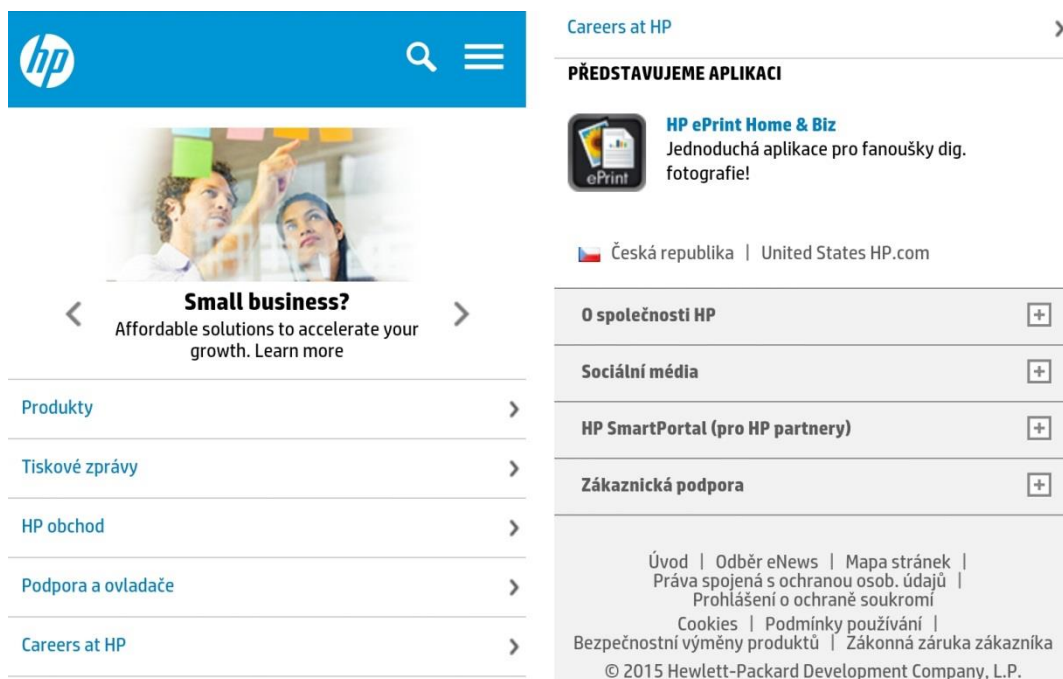 hp
Small business?
Affordable solutions to accelerate your
growth. Learn more
Produkty
Tiskové zprávy
HP obchod
Podpora a ovladače
Careers at HP
Careers at HP
PŘEDSTAVUJEME APLIKACI
ePrint
HP ePrint Home & Biz
Jednoduchá aplikace pro fanoušky dig.
fotografie!
Česká republika | United States HP.com
O společnosti HP
Sociální média
HP SmartPortal (pro HP partnery)
Zákaznická podpora
Úvod | Odběr eNews | Mapa stránek |
Práva spojená s ochranou osob. údajů |
Prohlášení o ochraně soukromí
Cookies | Podmínky používání |
Bezpečnostní výměny produktů | Zákonná záruka zákazníka
© 2015 Hewlett-Packard Development Company, L.P.